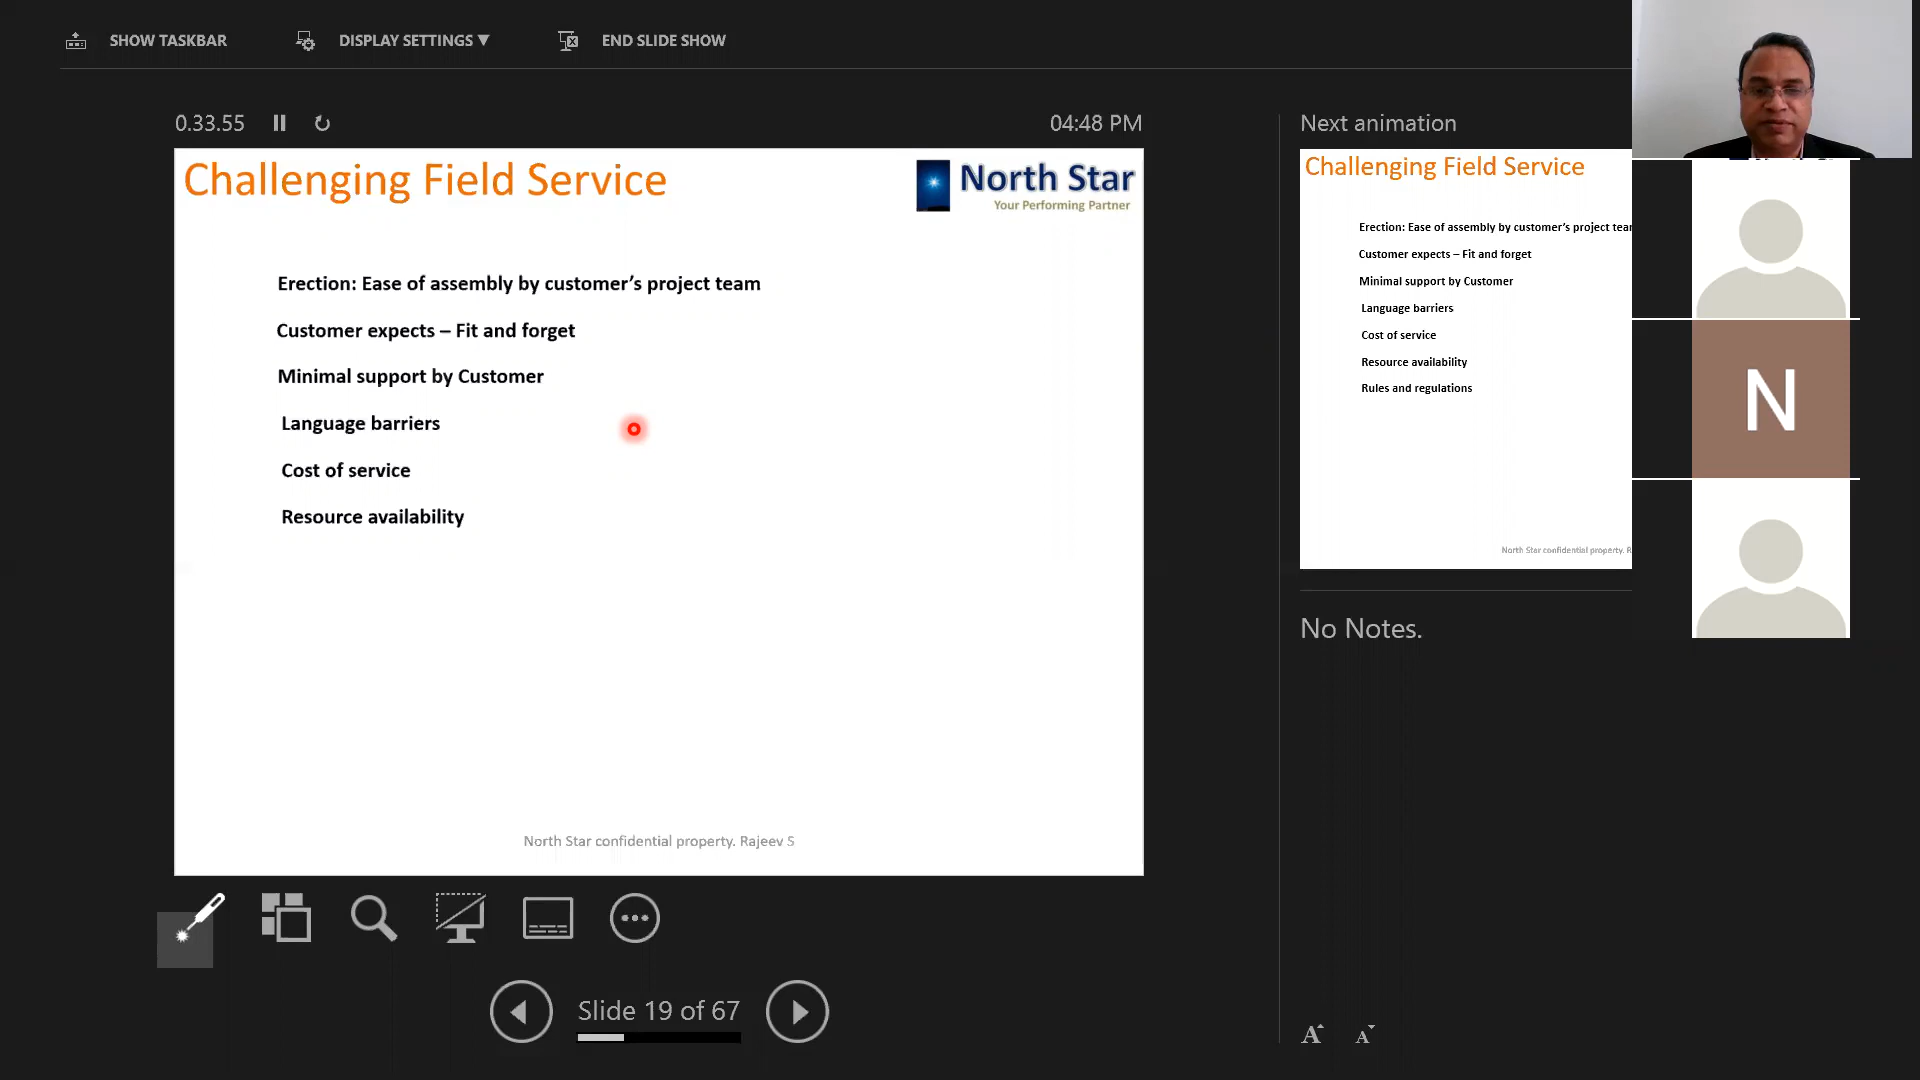 SHOW TASKBAR
DISPLAY SETTINGS ▼
END SLIDE SHOW
0.33.55
04:48 PM
Challenging Field Service
North Star
Your Performing Partner
Erection: Ease of assembly by customer’s project team
Customer expects – Fit and forget
Minimal support by Customer
Language barriers
Cost of service
Resource availability
North Star confidential property. Rajeev S
Slide 19 of 67
Next animation
Challenging Field Service
Erection: Ease of assembly by customer’s project
Customer expects – Fit and forget
Minimal support by Customer
Language barriers
Cost of service
Resource availability
Rules and regulations
North Star confidential property.
No Notes.
A A
N